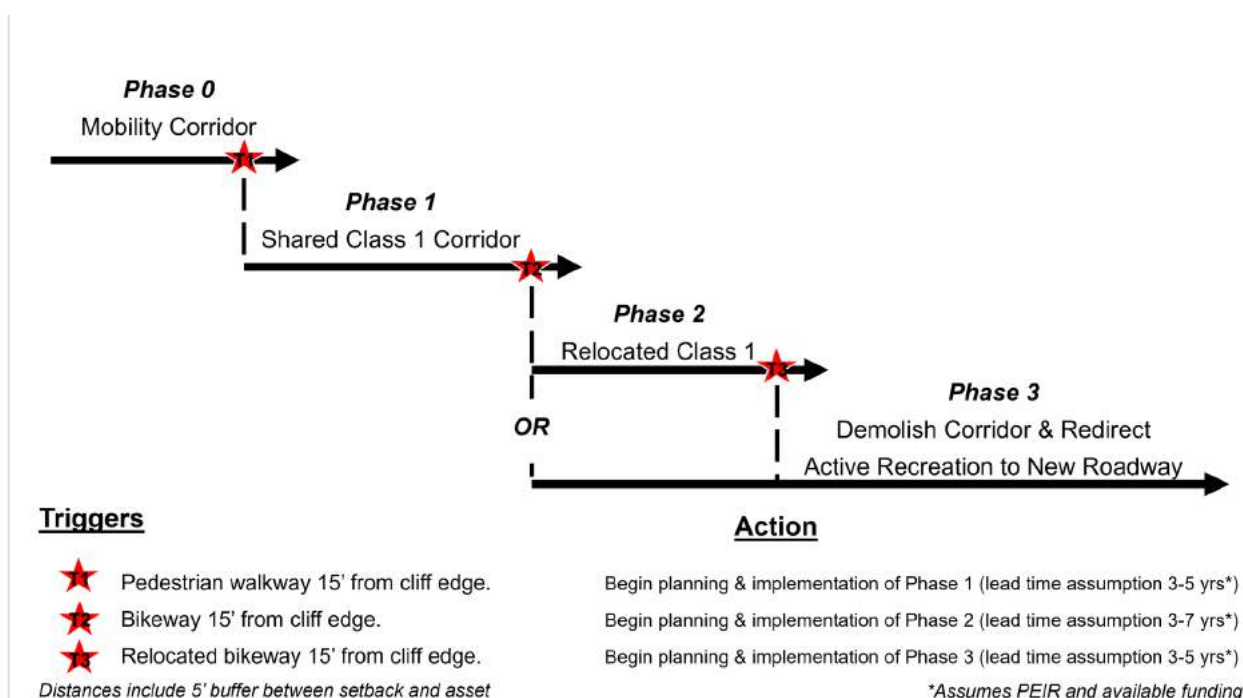 Phase 0
Mobility Corridor
T1
Phase 1
Shared Class 1 Corridor
T2
Phase 2
Relocated Class 1
T3
Phase 3
OR
Demolish Corridor & Redirect
Active Recreation to New Roadway
Triggers
Action
T1 Pedestrian walkway 15' from cliff edge.
Begin planning & implementation of Phase 1 (lead time assumption 3-5 yrs*)
T2 Bikeway 15' from cliff edge.
Begin planning & implementation of Phase 2 (lead time assumption 3-7 yrs*)
T3 Relocated bikeway 15' from cliff edge.
Begin planning & implementation of Phase 3 (lead time assumption 3-5 yrs*)
Distances include 5' buffer between setback and asset
*Assumes PEIR and available funding